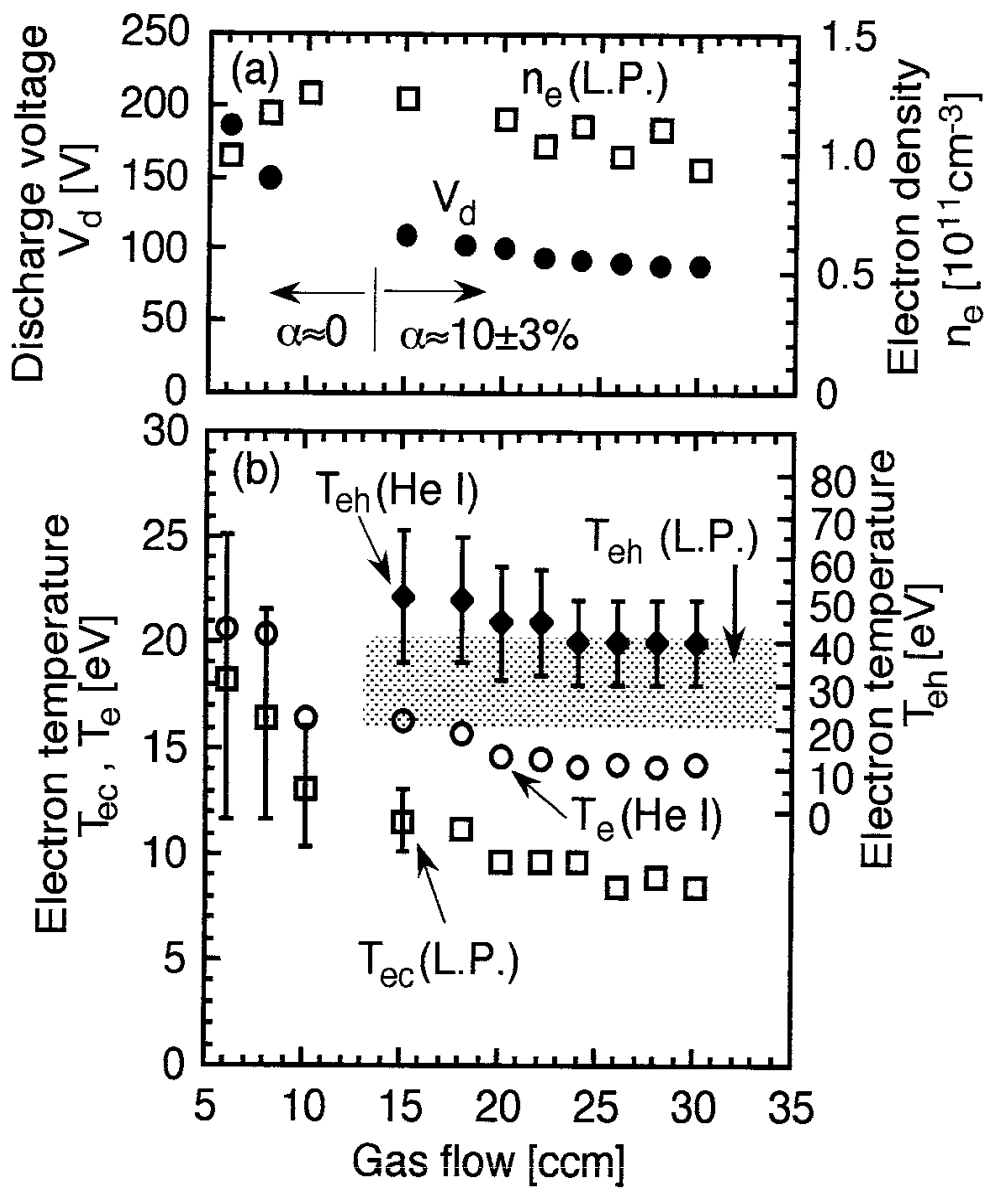 250
200
150
100
50
0
Discharge voltage
V_d [V]
(a)
n_e (L.P.)
V_d
α≈0
α≈10±3%
1.5
1.0
0.5
0
Electron density
n_e [10^11 cm^-3]
30
25
20
15
10
5
0
Electron temperature
T_ec , T_e [eV]
(b)
T_eh (He I)
T_eh (L.P.)
T_e (He I)
T_ec (L.P.)
80
70
60
50
40
30
20
10
0
Electron temperature
T_eh [eV]
5 10 15 20 25 30 35
Gas flow [ccm]